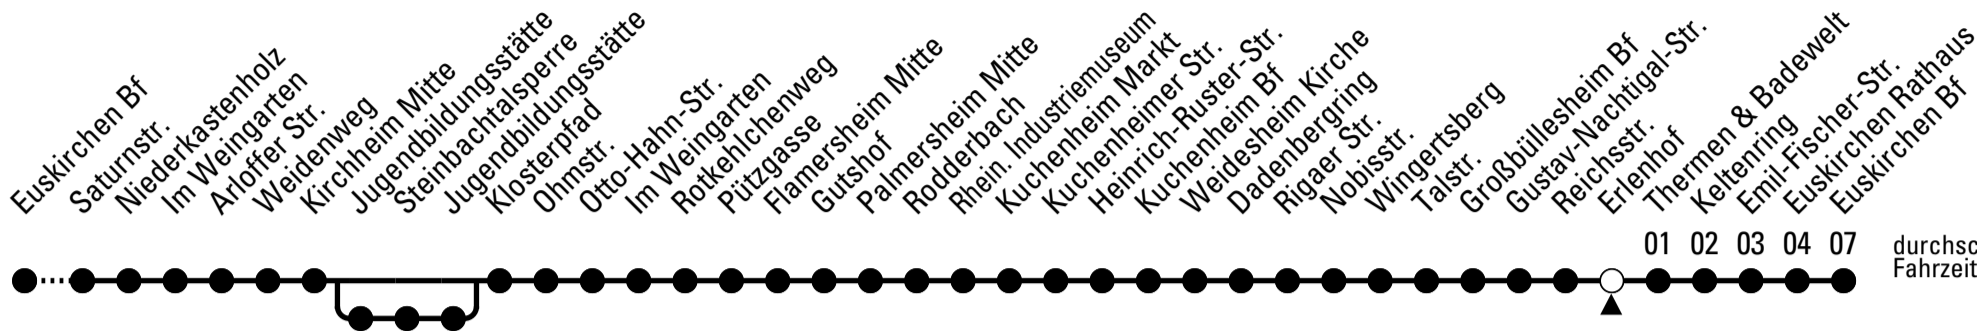 Euskirchen Bf
Saturnstr.
Niederkastenholz
Im Weingarten
Arloffer Str.
Weidenweg
Kirchheim Mitte
Jugendbildungsstätte
Steinbachtalsperre
Jugendbildungsstätte
Klosterpfad
Ohmstr.
Otto-Hahn-Str.
Im Weingarten
Rotkehlchenweg
Pützgasse
Flamersheim Mitte
Gutshof
Palmersheim Mitte
Rodderbach
Rhein. Industriemuseum
Kuchenheim Markt
Kuchenheimer Str.
Heinrich-Ruster-Str.
Kuchenheim Bf
Weidesheim Kirche
Dadenbergring
Rigaer Str.
Nobisstr.
Wingertsberg
Talstr.
Großbüllesheim Bf
Gustav-Nachtigal-Str.
Reichsstr.
Erlenhof
Thermen & Badewelt
Keltenring
Emil-Fischer-Str.
Euskirchen Rathaus
Euskirchen Bf
01 02 03 04 07
durchsc
Fahrzeit